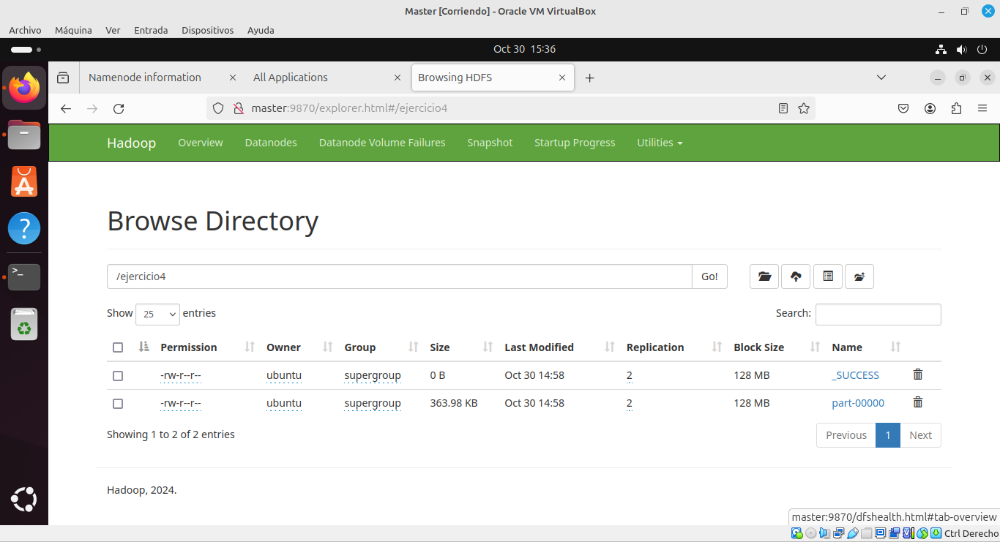 Master [Corriendo] - Oracle VM VirtualBox
Archivo Máquina Ver Entrada Dispositivos Ayuda
Oct 30 15:36
Namenode information All Applications Browsing HDFS
master:9870/explorer.html#/ejercicio4
Hadoop Overview Datanodes Datanode Volume Failures Snapshot Startup Progress Utilities
Browse Directory
/ejercicio4 Go!
Show 25 entries Search:
Permission Owner Group Size Last Modified Replication Block Size Name
-rw-r--r-- ubuntu supergroup 0 B Oct 30 14:58 2 128 MB _SUCCESS
-rw-r--r-- ubuntu supergroup 363.98 KB Oct 30 14:58 2 128 MB part-00000
Showing 1 to 2 of 2 entries Previous 1 Next
Hadoop, 2024.
master:9870/dfshealth.html#tab-overview
Ctrl Derecho